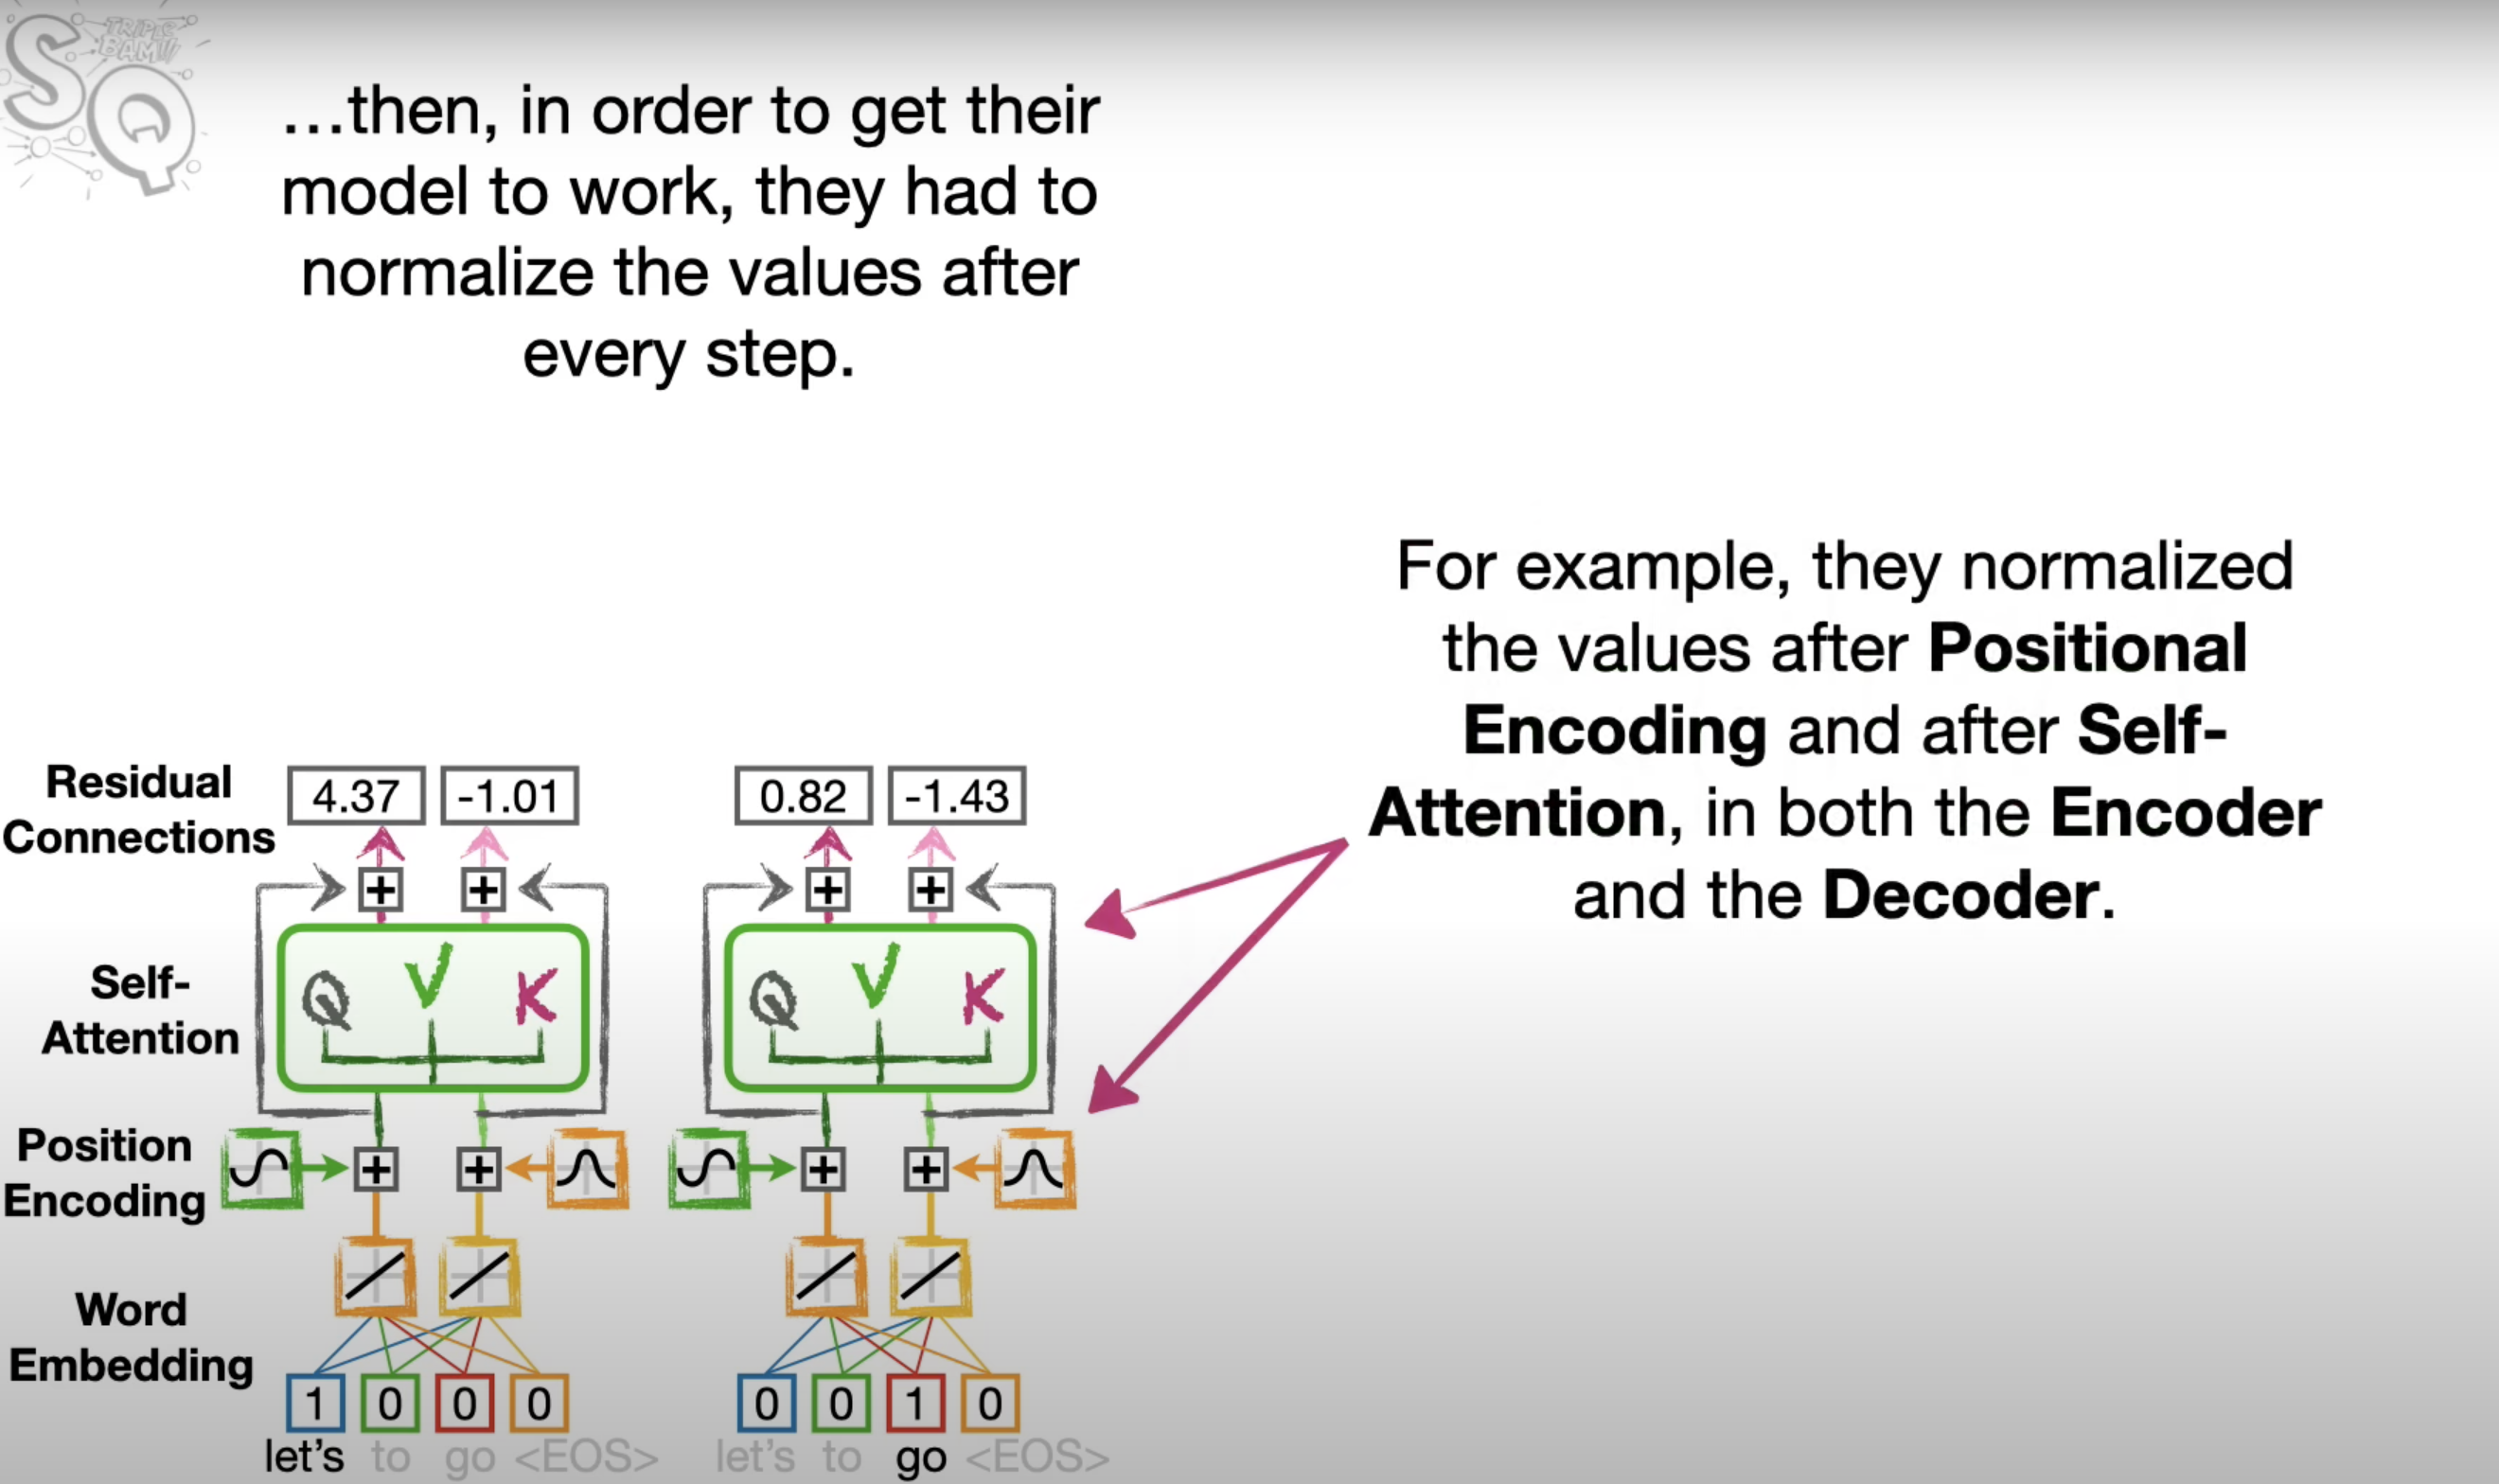 SQ
TRIPLE
BAM!!
...then, in order to get their
model to work, they had to
normalize the values after
every step.
For example, they normalized
the values after Positional
Encoding and after Self-
Attention, in both the Encoder
and the Decoder.
Residual
Connections
4.37 -1.01 0.82 -1.43
+ + + +
Self-
Attention
Q V K Q V K
Position
Encoding
+ + + +
Word
Embedding
1 0 0 0 0 0 1 0
let's to go <EOS> let's to go <EOS>